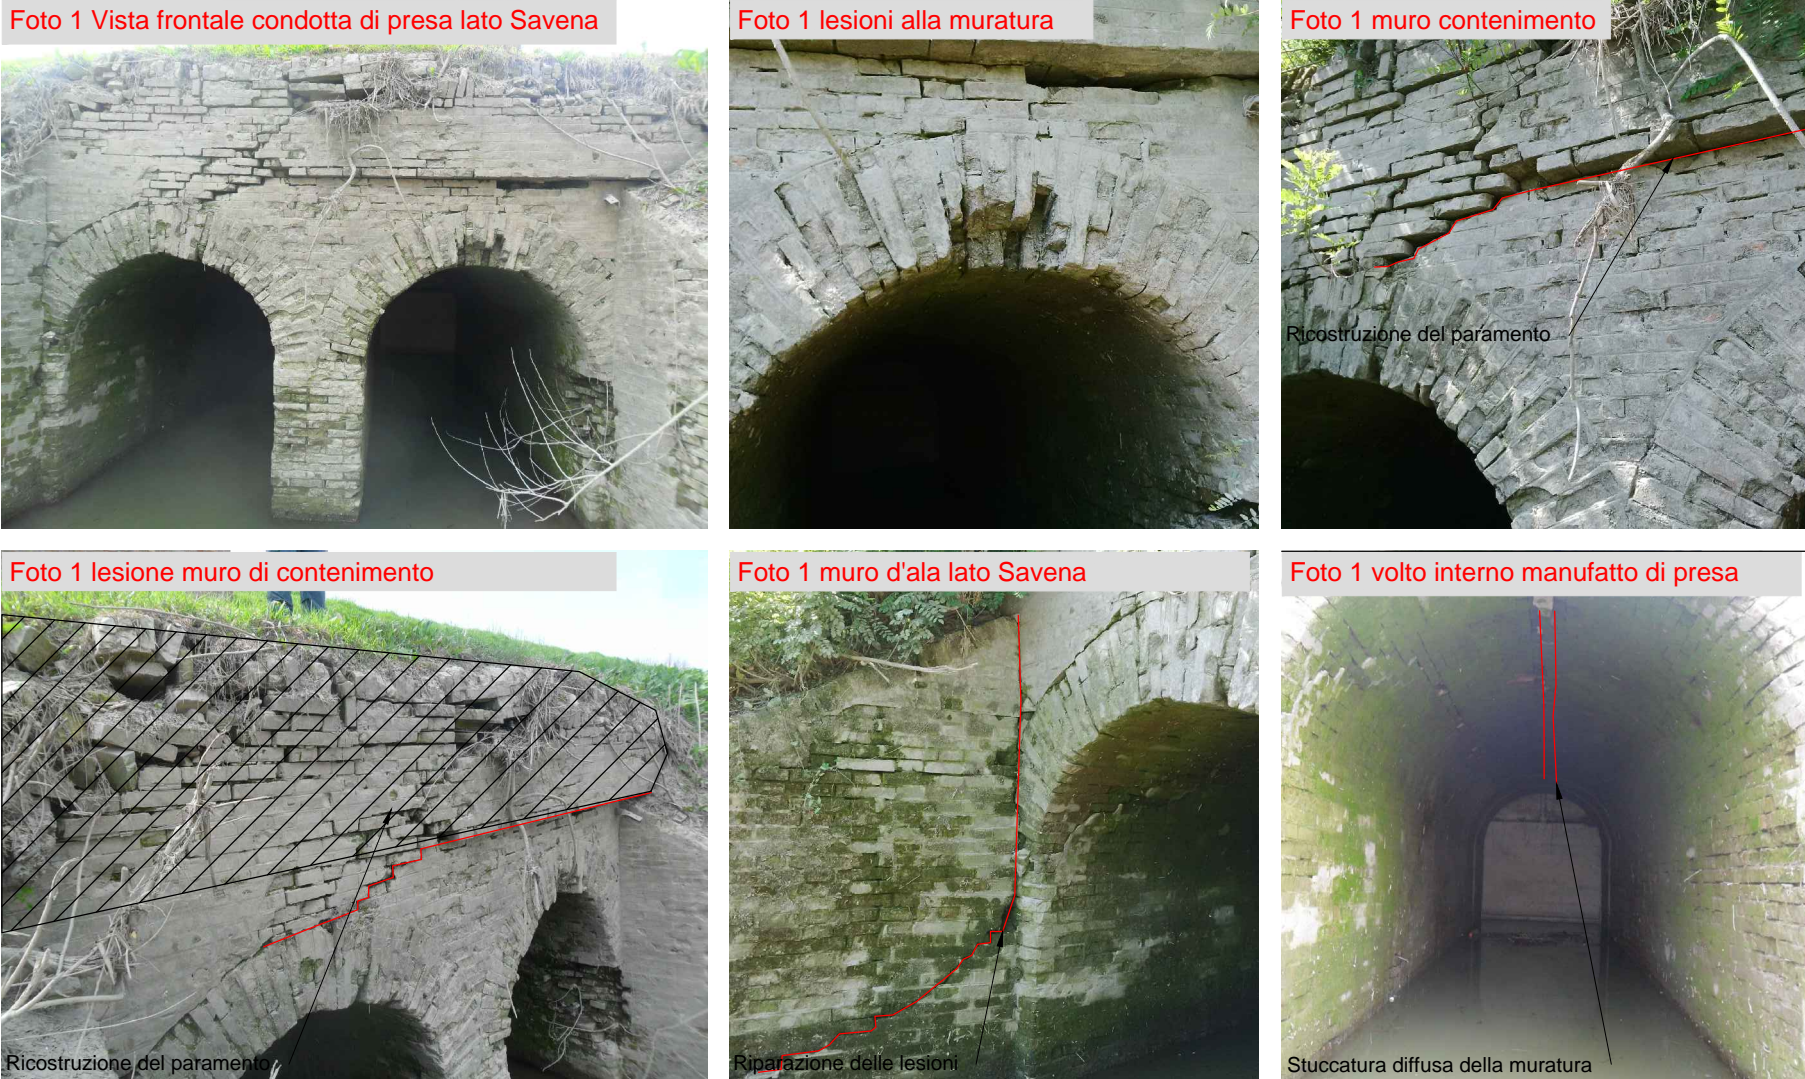 Foto 1 Vista frontale condotta di presa lato Savena
Foto 1 lesioni alla muratura
Foto 1 muro contenimento
Ricostruzione del paramento
Foto 1 lesione muro di contenimento
Ricostruzione del paramento
Foto 1 muro d'ala lato Savena
Riparazione delle lesioni
Foto 1 volto interno manufatto di presa
Stuccatura diffusa della muratura